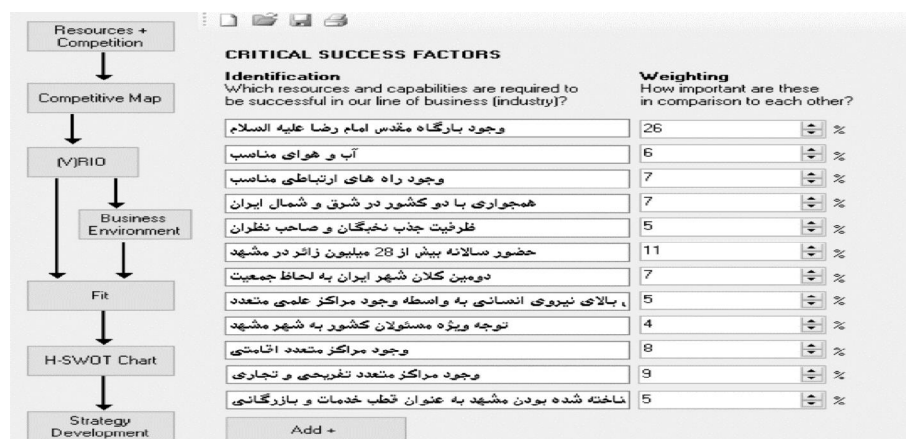 Resources +
Competition
Competitive Map
(V)RIO
Business
Environment
Fit
H-SWOT Chart
Strategy
Development
CRITICAL SUCCESS FACTORS
Identification
Which resources and capabilities are required to
be successful in our line of business (industry)?
Weighting
How important are these
in comparison to each other?
وجود بارگاه مقدس امام رضا علیه السلام
26 %
آب و هوای مناسب
6 %
وجود راه های ارتباطی مناسب
7 %
همجواری با دو کشور در شرق و شمال ایران
7 %
ظرفیت جذب نخبگان و صاحب نظران
5 %
حضور سالانه بیش از 28 میلیون زائر در مشهد
11 %
دومین کلان شهر ایران به لحاظ جمعیت
7 %
بالای نیروی انسانی به واسطه وجود مراکز علمی متعدد
5 %
توجه ویژه مسئولان کشور به شهر مشهد
4 %
وجود مراکز متعدد اقامتی
8 %
وجود مراکز متعدد تفریحی و تجاری
9 %
ناخته شده بودن مشهد به عنوان قطب خدمات و بازرگانی
5 %
Add +